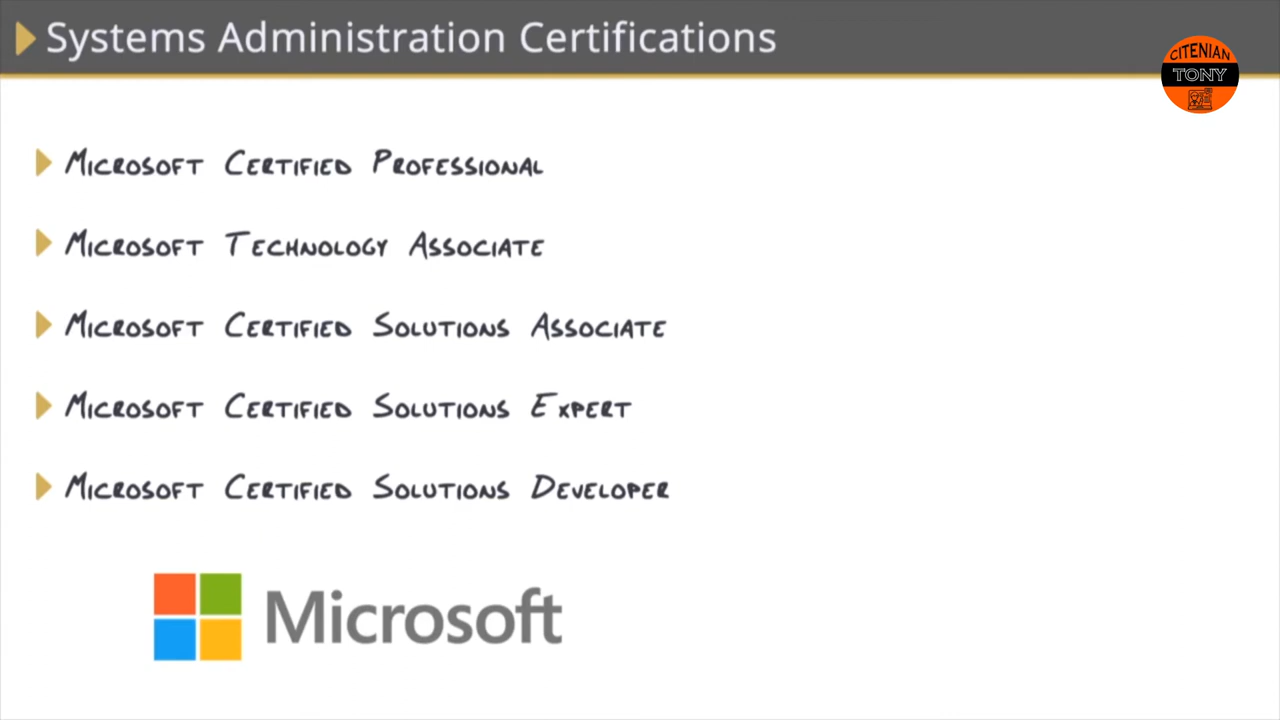 Systems Administration Certifications
CITENIAN
TONY
Microsoft Certified Professional
Microsoft Technology Associate
Microsoft Certified Solutions Associate
Microsoft Certified Solutions Expert
Microsoft Certified Solutions Developer
Microsoft